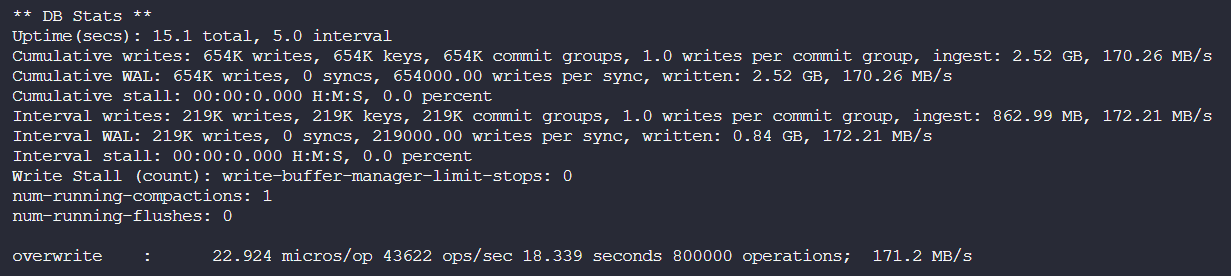 ** DB Stats **
Uptime(secs): 15.1 total, 5.0 interval
Cumulative writes: 654K writes, 654K keys, 654K commit groups, 1.0 writes per commit group, ingest: 2.52 GB, 170.26 MB/s
Cumulative WAL: 654K writes, 0 syncs, 654000.00 writes per sync, written: 2.52 GB, 170.26 MB/s
Cumulative stall: 00:00:0.000 H:M:S, 0.0 percent
Interval writes: 219K writes, 219K keys, 219K commit groups, 1.0 writes per commit group, ingest: 862.99 MB, 172.21 MB/s
Interval WAL: 219K writes, 0 syncs, 219000.00 writes per sync, written: 0.84 GB, 172.21 MB/s
Interval stall: 00:00:0.000 H:M:S, 0.0 percent
Write Stall (count): write-buffer-manager-limit-stops: 0
num-running-compactions: 1
num-running-flushes: 0
overwrite    :      22.924 micros/op 43622 ops/sec 18.339 seconds 800000 operations;  171.2 MB/s